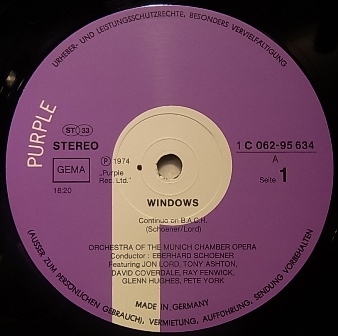 URHEBER- UND LEISTUNGSSCHUTZRECHTE, BESONDERS VERVIELFÄLTIGUNG
PURPLE
ST 33
STEREO
GEMA
18:20
Ⓟ 1974
„Purple
Rec. Ltd."
1 C 062-95 634
A
Seite 1
WINDOWS
Continuo on B.A.C.H.
(Schoener/Lord)
ORCHESTRA OF THE MUNICH CHAMBER OPERA
Conductor : EBERHARD SCHOENER
Featuring JON LORD, TONY ASHTON,
DAVID COVERDALE, RAY FENWICK,
GLENN HUGHES, PETE YORK
MADE IN GERMANY
(AUSSER ZUM PERSÖNLICHEN GEBRAUCH), VERMIETUNG, AUFFÜHRUNG, SENDUNG VORBEHALTEN